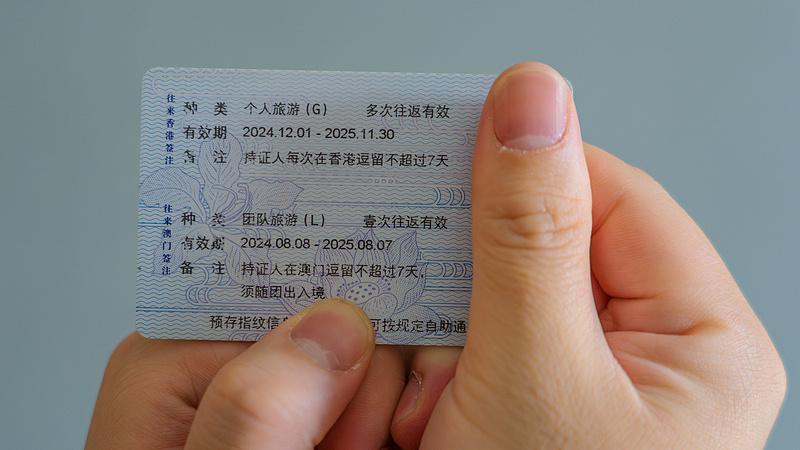 往来香港签注
种 类 个人旅游 (G) 多次往返有效
有效期 2024.12.01 - 2025.11.30
备 注 持证人每次在香港逗留不超过7天
往来澳门签注
种 类 团队旅游 (L) 壹次往返有效
有效期 2024.08.08 - 2025.08.07
备 注 持证人在澳门逗留不超过7天,
须随团出入境
预存指纹信 可按规定自助通